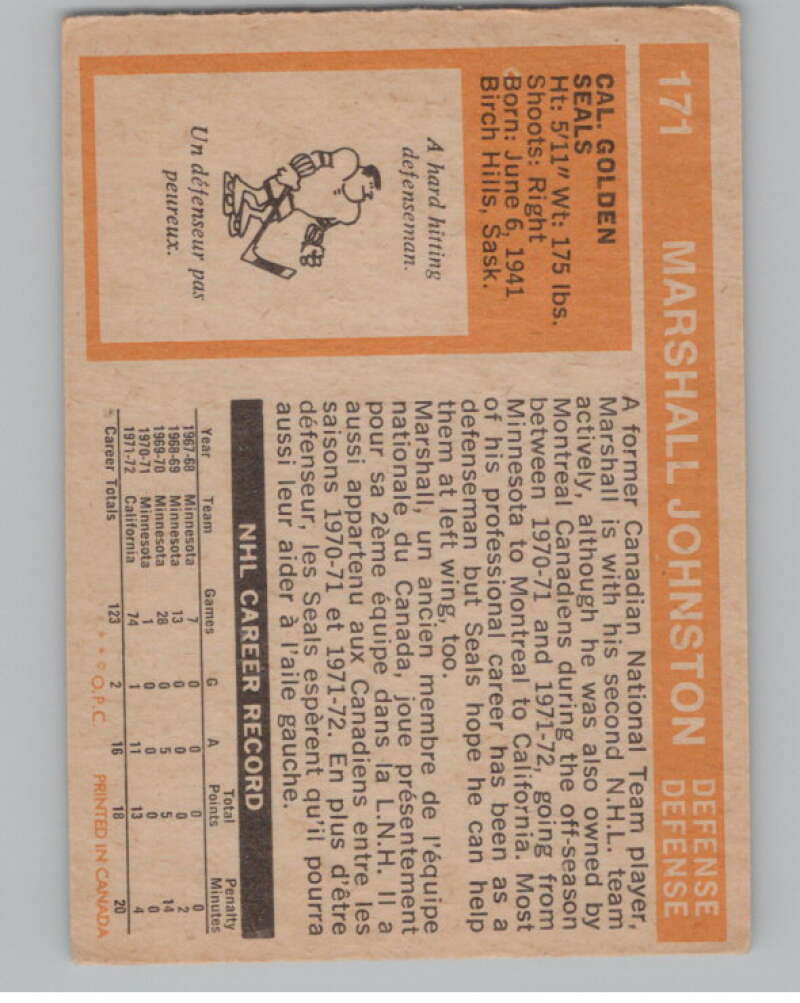 171 MARSHALL JOHNSTON DEFENSE
DEFENSE
CAL. GOLDEN
SEALS
Ht: 5'11" Wt: 175 lbs.
Shoots: Right
Born: June 6, 1941
Birch Hills, Sask.
A hard hitting
defenseman.
Un défenseur pas
peureux.
A former Canadian National Team player,
Marshall is with his second N.H.L. team
actively, although he was also owned by
Montreal Canadiens during the off-season
between 1970-71 and 1971-72, going from
Minnesota to Montreal to California. Most
of his professional career has been as a
defenseman but Seals hope he can help
them at left wing, too.
Marshall, un ancien membre de l'équipe
nationale du Canada, joue présentement
pour sa 2ème équipe dans la L.N.H. Il a
aussi appartenu aux Canadiens entre les
saisons 1970-71 et 1971-72. En plus d'être
défenseur, les Seals espèrent qu'il pourra
aussi leur aider à l'aile gauche.
NHL CAREER RECORD
Year Team Games G A Total Points Penalty Minutes
1967-68 Minnesota 7 0 0 0 0
1968-69 Minnesota 13 0 0 0 2
1969-70 Minnesota 28 0 5 5 14
1970-71 Minnesota 1 0 0 0 0
1971-72 California 74 1 11 13 4
Career Totals 123 2 16 18 20
* * © O.P.C. PRINTED IN CANADA